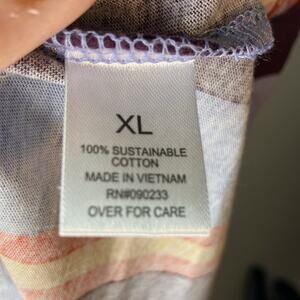 XL
100% SUSTAINABLE
COTTON
MADE IN VIETNAM
RN#090233
OVER FOR CARE